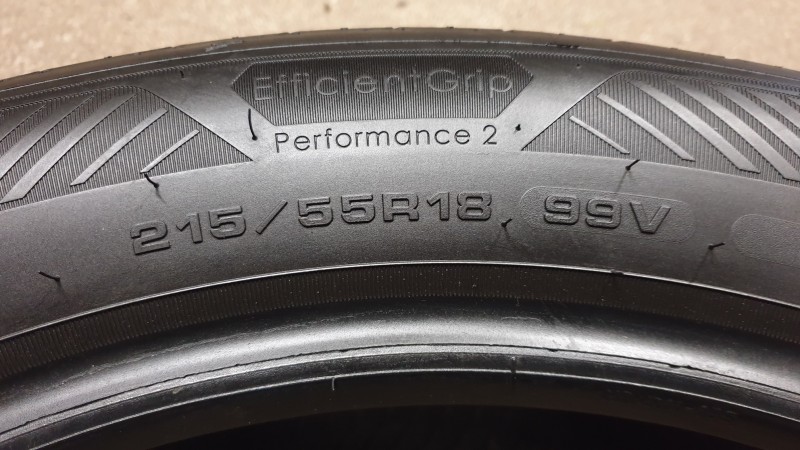 EfficientGrip
Performance 2
215/55R18 99V